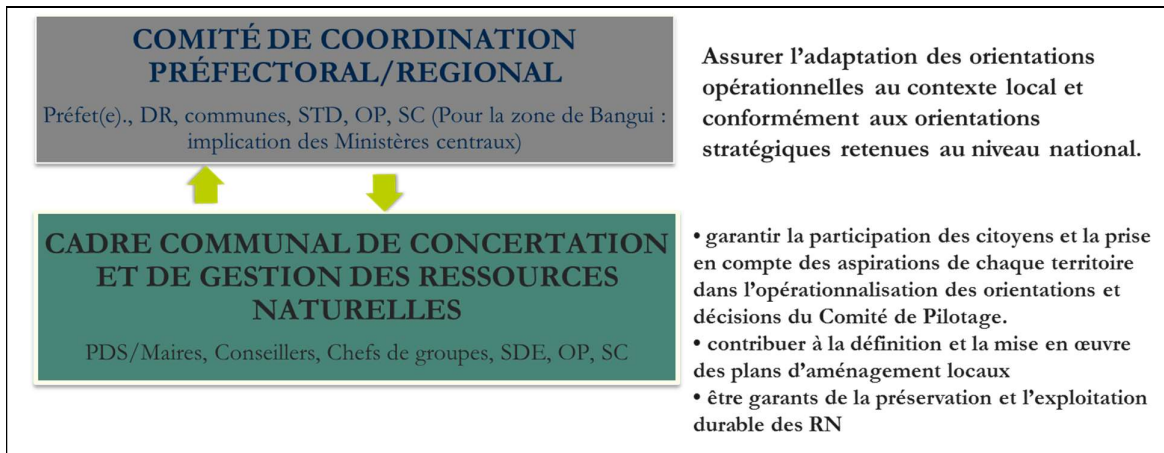 COMITÉ DE COORDINATION
PRÉFECTORAL/REGIONAL
Préfet(e)., DR, communes, STD, OP, SC (Pour la zone de Bangui :
implication des Ministères centraux)
Assurer l’adaptation des orientations
opérationnelles au contexte local et
conformément aux orientations
stratégiques retenues au niveau national.
CADRE COMMUNAL DE CONCERTATION
ET DE GESTION DES RESSOURCES
NATURELLES
PDS/Maires, Conseillers, Chefs de groupes, SDE, OP, SC
• garantir la participation des citoyens et la prise
en compte des aspirations de chaque territoire
dans l’opérationnalisation des orientations et
décisions du Comité de Pilotage.
• contribuer à la définition et la mise en œuvre
des plans d’aménagement locaux
• être garants de la préservation et l’exploitation
durable des RN